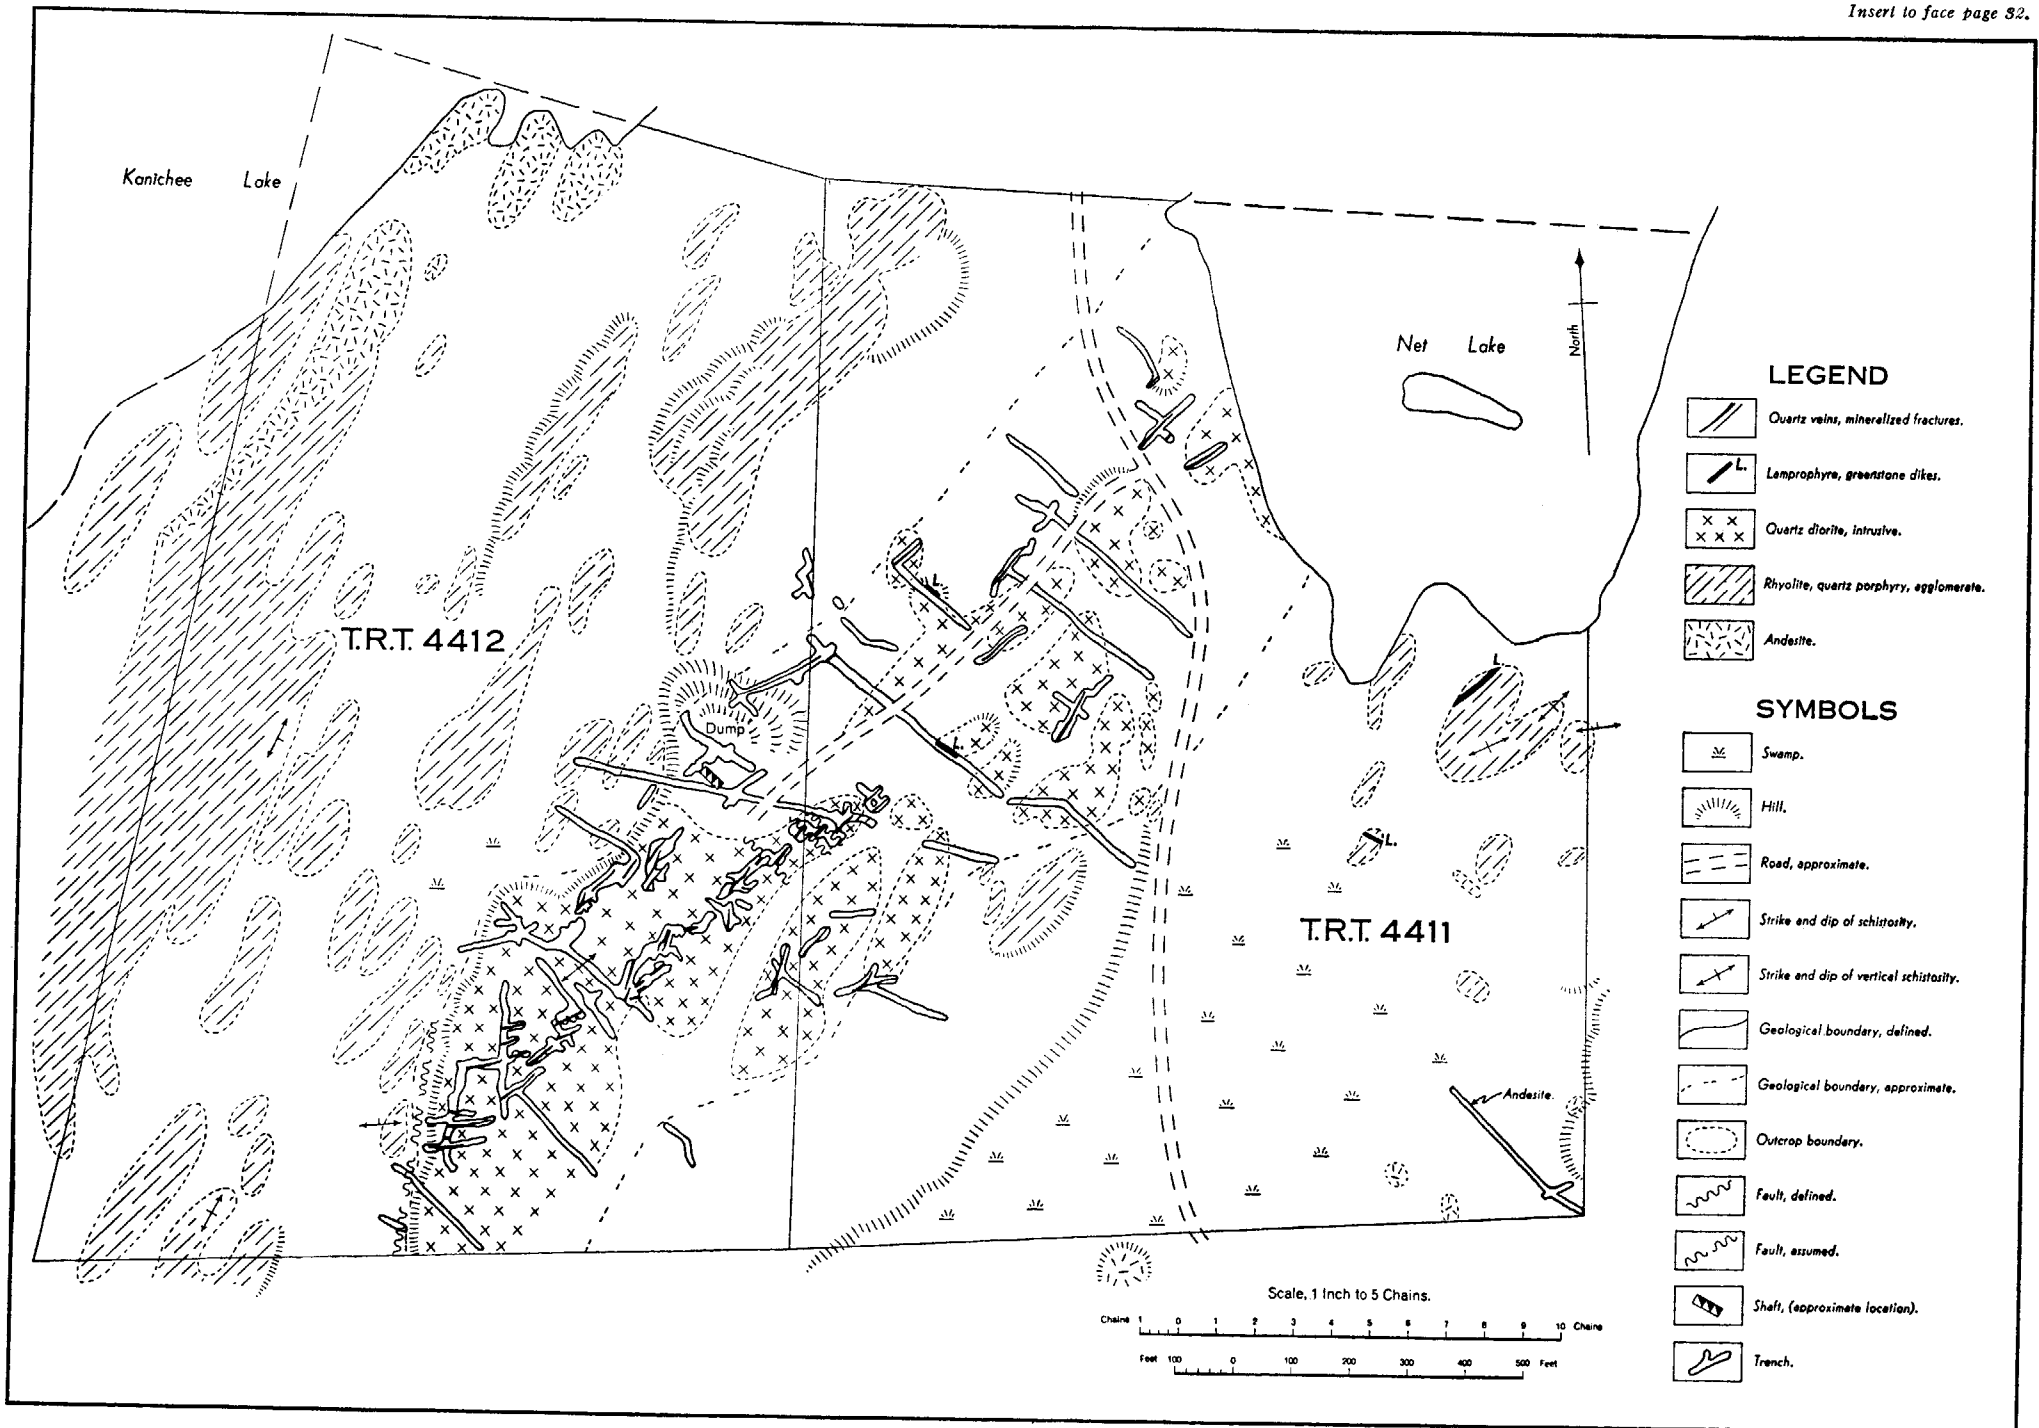 Insert to face page 32.
Kanichee Lake
Net Lake
North
T.R.T. 4412
Dump
L.
L.
L.
L.
T.R.T. 4411
Andesite.
LEGEND
Quartz veins, mineralized fractures.
L.
Lamprophyre, greenstone dikes.
Quartz diorite, intrusive.
Rhyolite, quartz porphyry, agglomerate.
Andesite.
SYMBOLS
Swamp.
Hill.
Road, approximate.
Strike and dip of schistosity.
Strike and dip of vertical schistosity.
Geological boundary, defined.
Geological boundary, approximate.
Outcrop boundary.
Fault, defined.
Fault, assumed.
Shaft, (approximate location).
Trench.
Scale, 1 Inch to 5 Chains.
Chains 1 0 1 2 3 4 5 6 7 8 9 10 Chains
Feet 100 0 100 200 300 400 500 Feet